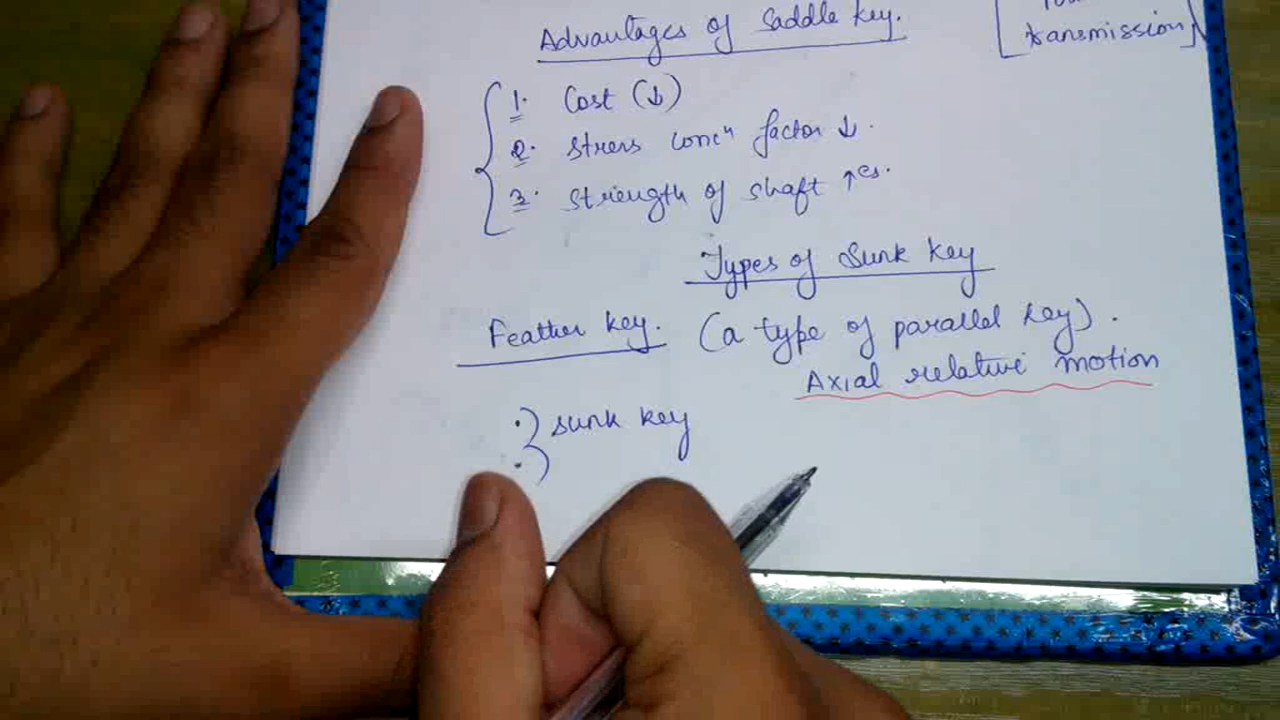 Advantages of Saddle key.
transmission]
1. Cost (↓)
2. Stress concⁿ factor ↓.
3. Strength of shaft ↑es.
Types of Sunk key
Feather key. (a type of parallel key).
Axial relative motion
:} sunk key